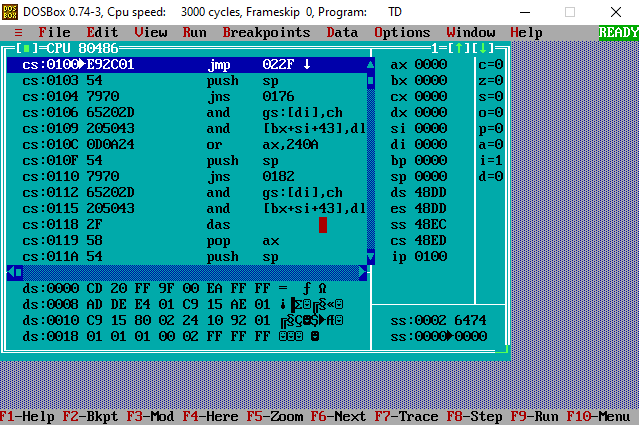 DOSBox 0.74-3, Cpu speed: 3000 cycles, Frameskip 0, Program: TD
≡ File Edit View Run Breakpoints Data Options Window Help READY
[■]=CPU 80486 1=[↑][↓]
cs:0100►E92C01 jmp 022F ↓ ax 0000 c=0
cs:0103 54 push sp bx 0000 z=0
cs:0104 7970 jns 0176 cx 0000 s=0
cs:0106 65202D and gs:[di],ch dx 0000 o=0
cs:0109 205043 and [bx+si+43],dl si 0000 p=0
cs:010C 0D0A24 or ax,240A di 0000 a=0
cs:010F 54 push sp bp 0000 i=1
cs:0110 7970 jns 0182 sp 0000 d=0
cs:0112 65202D and gs:[di],ch ds 48DD
cs:0115 205043 and [bx+si+43],dl es 48DD
cs:0118 2F das ss 48EC
cs:0119 58 pop ax cs 48ED
cs:011A 54 push sp ip 0100
ds:0000 CD 20 FF 9F 00 EA FF FF = ƒ Ω
ds:0008 AD DE E4 01 C9 15 AE 01 ¡▐Σ☺╔§«☺
ds:0010 C9 15 80 02 24 10 92 01 ╔§Ç☻$►Æ☺ ss:0002 6474
ds:0018 01 01 01 00 02 FF FF FF ☺☺☺ ☻ ss:0000►0000
F1-Help F2-Bkpt F3-Mod F4-Here F5-Zoom F6-Next F7-Trace F8-Step F9-Run F10-Menu